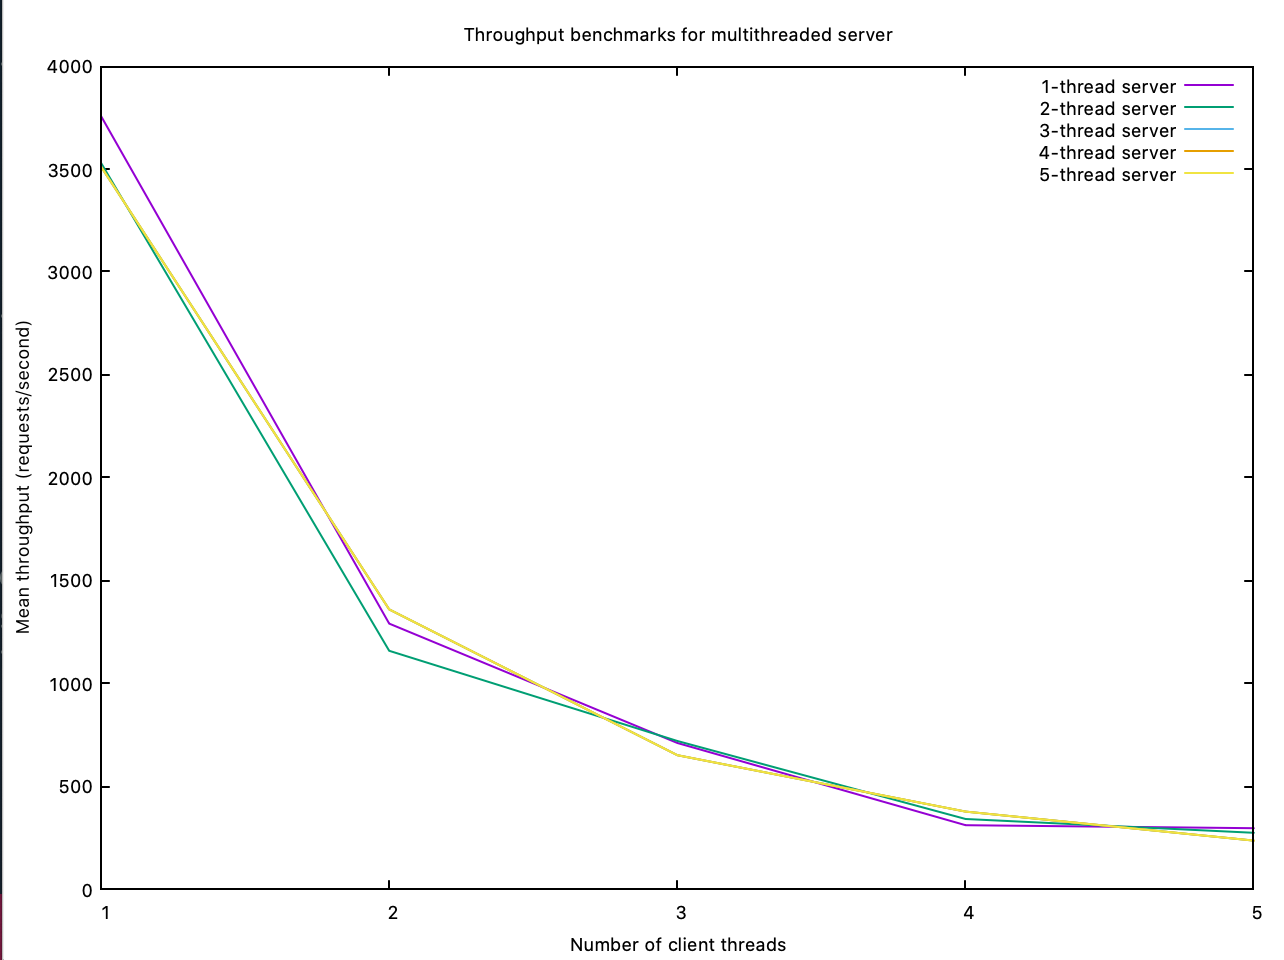 Throughput benchmarks for multithreaded server
4000
3500
3000
2500
2000
1500
1000
500
0
Mean throughput (requests/second)
1-thread server
2-thread server
3-thread server
4-thread server
5-thread server
1 2 3 4 5
Number of client threads